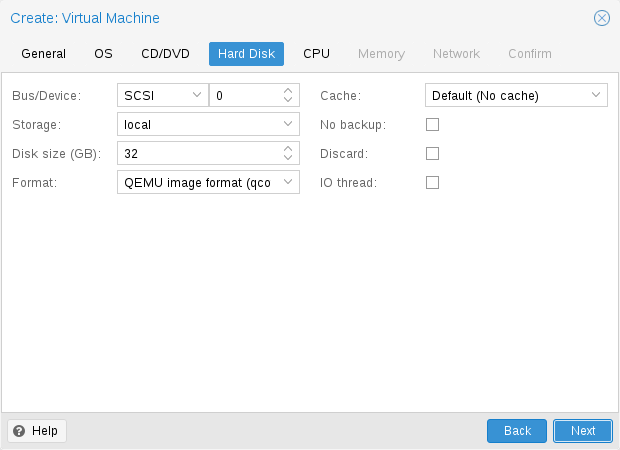 Create: Virtual Machine
General OS CD/DVD Hard Disk CPU Memory Network Confirm
Bus/Device: SCSI 0 Cache: Default (No cache)
Storage: local No backup:
Disk size (GB): 32 Discard:
Format: QEMU image format (qco IO thread:
Help Back Next